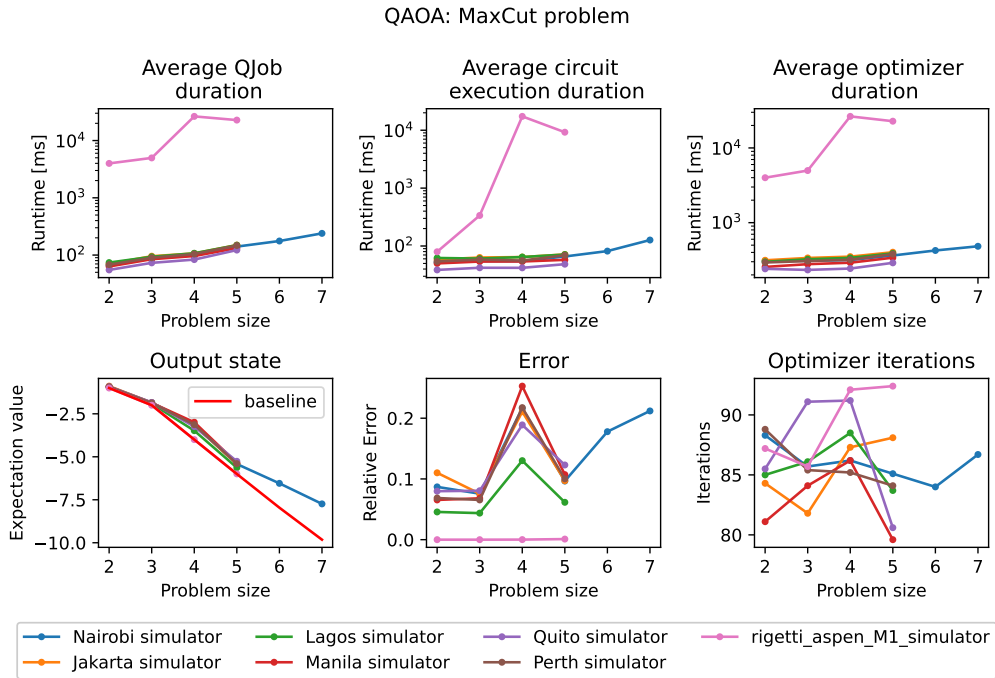 QAOA: MaxCut problem
Average QJob
duration
Average circuit
execution duration
Average optimizer
duration
Runtime [ms]
10^4
10^3
10^2
2 3 4 5 6 7
Problem size
Runtime [ms]
10^4
10^3
10^2
2 3 4 5 6 7
Problem size
Runtime [ms]
10^4
10^3
2 3 4 5 6 7
Problem size
Output state
Expectation value
−2.5
−5.0
−7.5
−10.0
baseline
2 3 4 5 6 7
Problem size
Error
Relative Error
0.2
0.1
0.0
2 3 4 5 6 7
Problem size
Optimizer iterations
Iterations
90
85
80
2 3 4 5 6 7
Problem size
Nairobi simulator
Jakarta simulator
Lagos simulator
Manila simulator
Quito simulator
Perth simulator
rigetti_aspen_M1_simulator